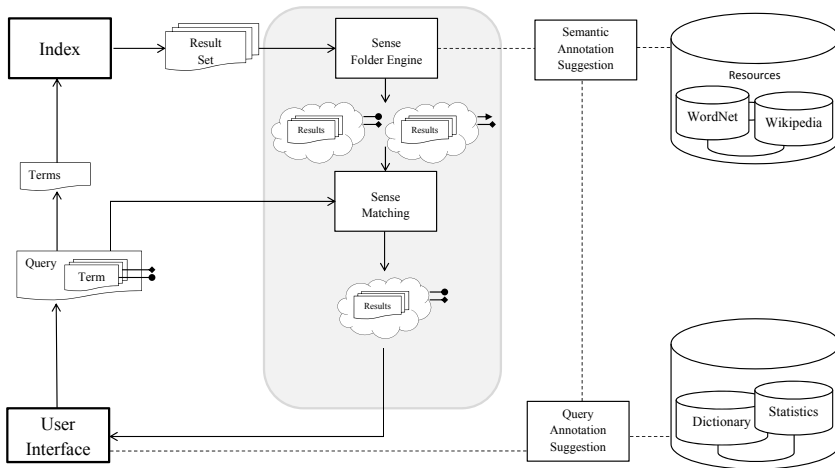 Index
Result
Set
Sense
Folder Engine
Semantic
Annotation
Suggestion
Resources
WordNet
Wikipedia
Results
Results
Terms
Sense
Matching
Query
Term
Results
User
Interface
Query
Annotation
Suggestion
Dictionary
Statistics